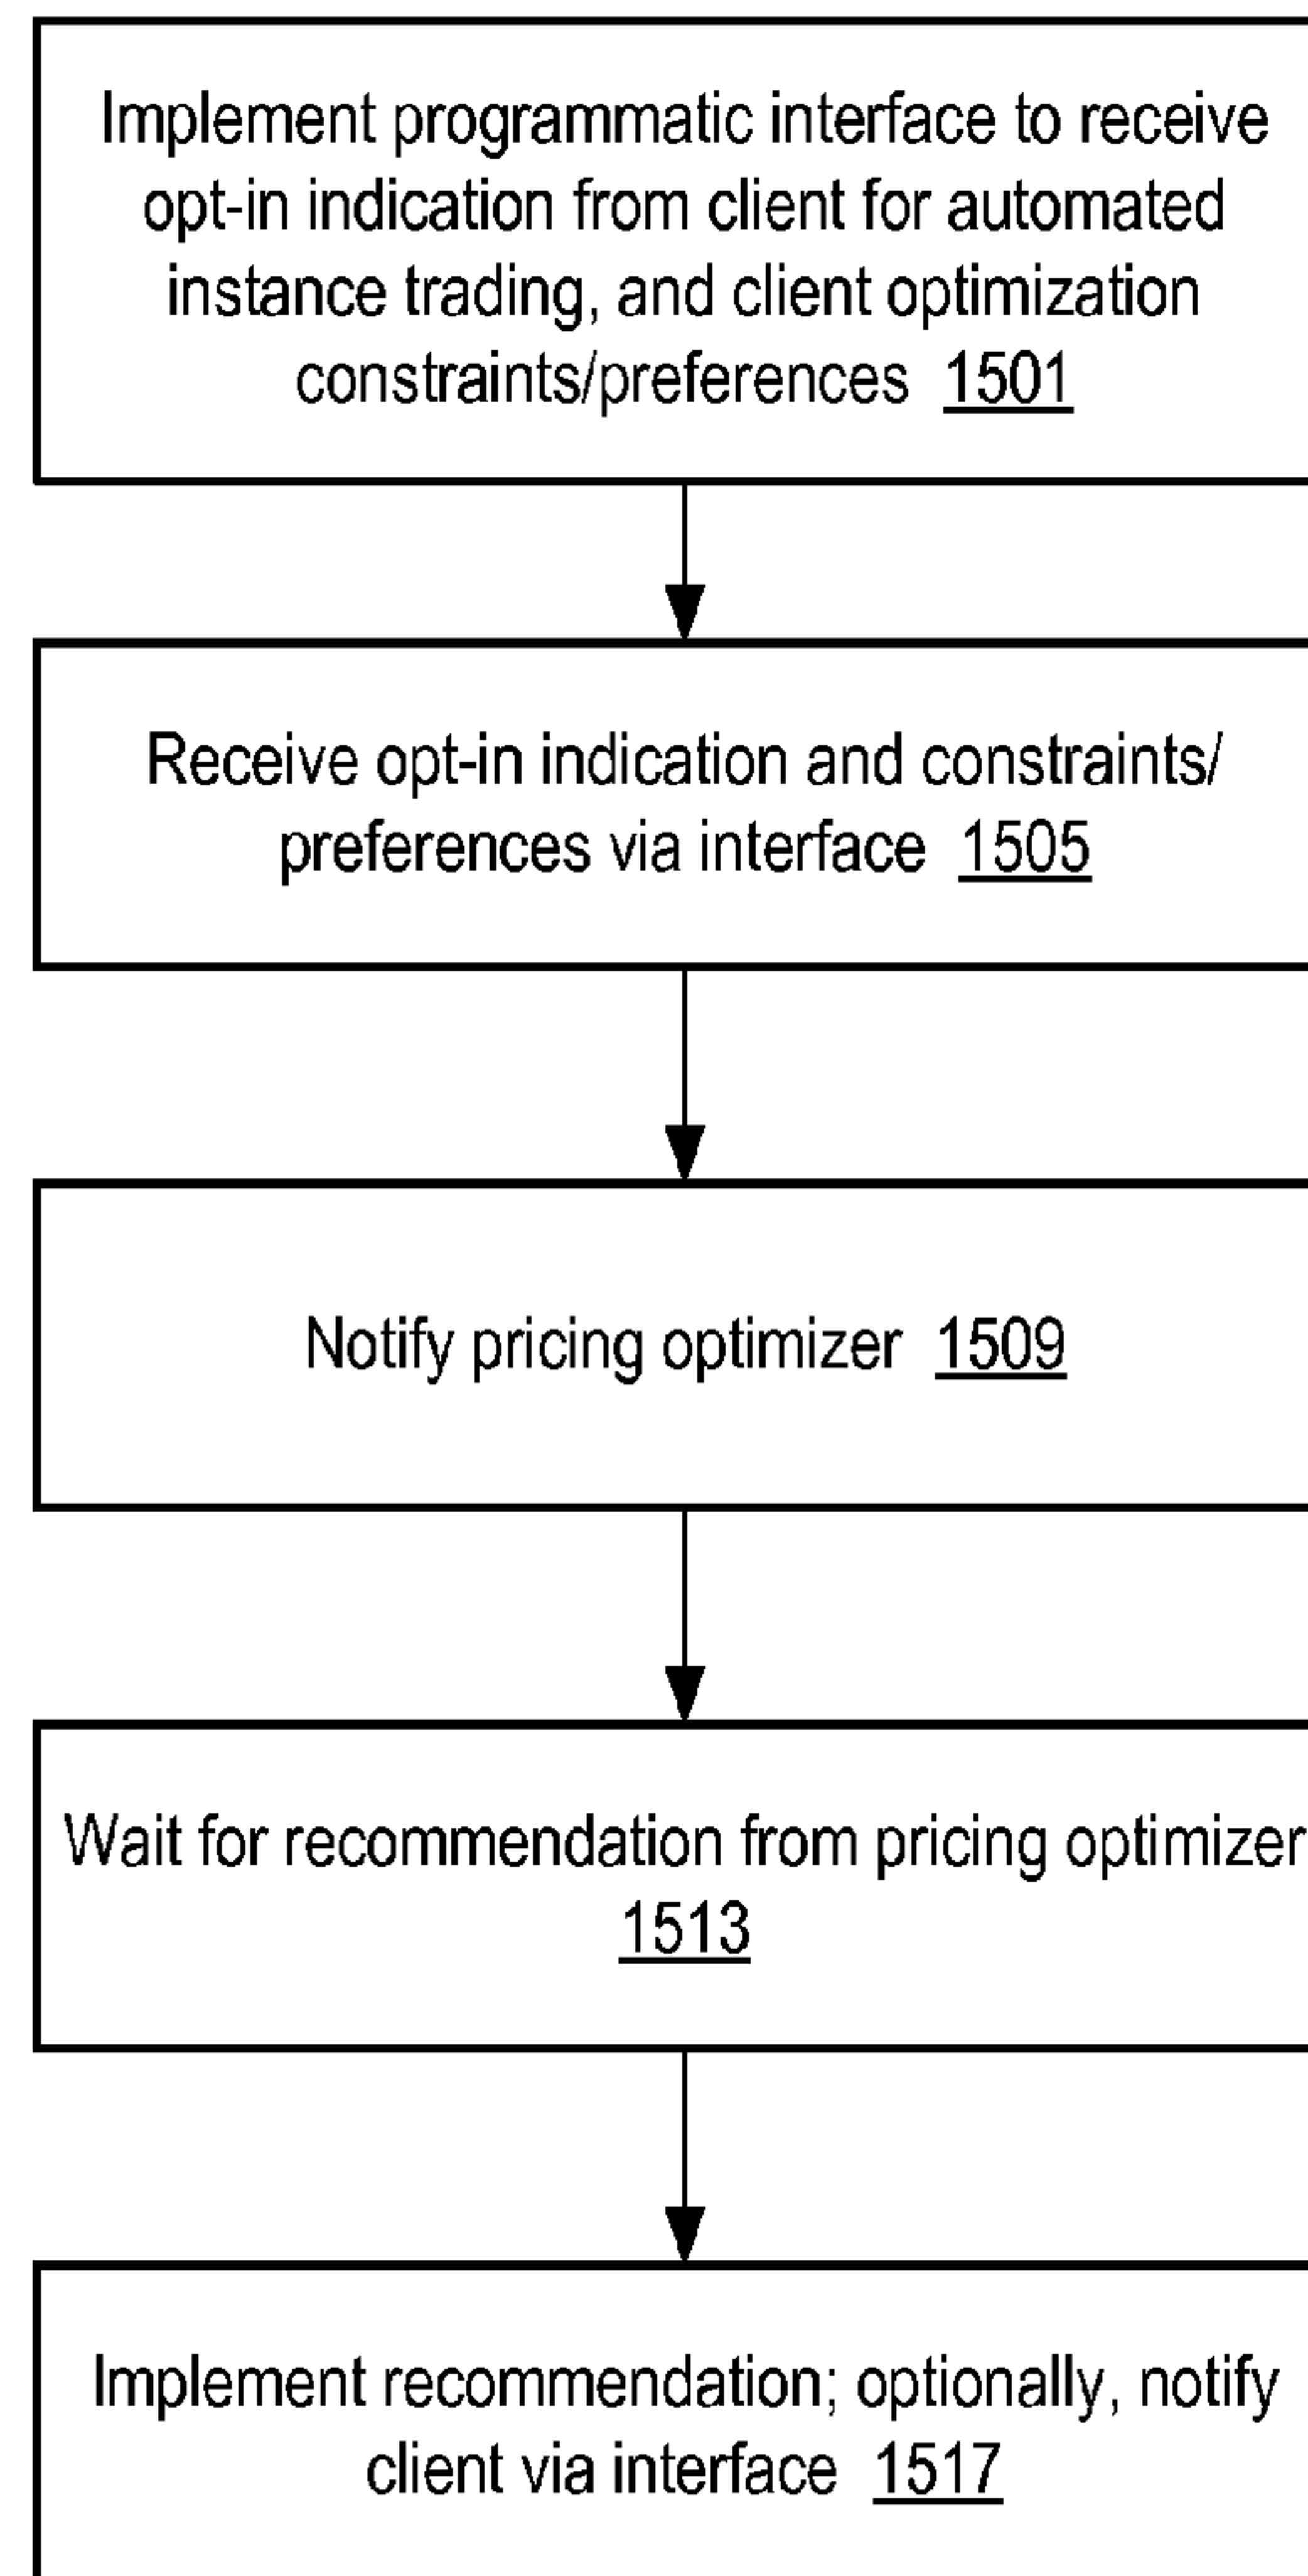 Implement programmatic interface to receive
opt-in indication from client for automated
instance trading, and client optimization
constraints/preferences 1501
Receive opt-in indication and constraints/
preferences via interface 1505
Notify pricing optimizer 1509
Wait for recommendation from pricing optimizer
1513
Implement recommendation; optionally, notify
client via interface 1517